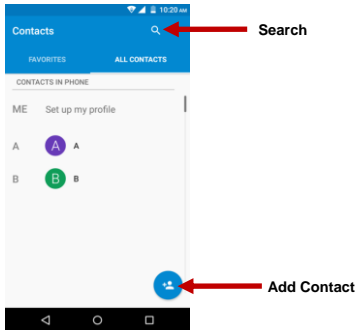 10:20 AM
Contacts
Search
FAVORITES
ALL CONTACTS
CONTACTS IN PHONE
ME Set up my profile
A A A
B B B
Add Contact